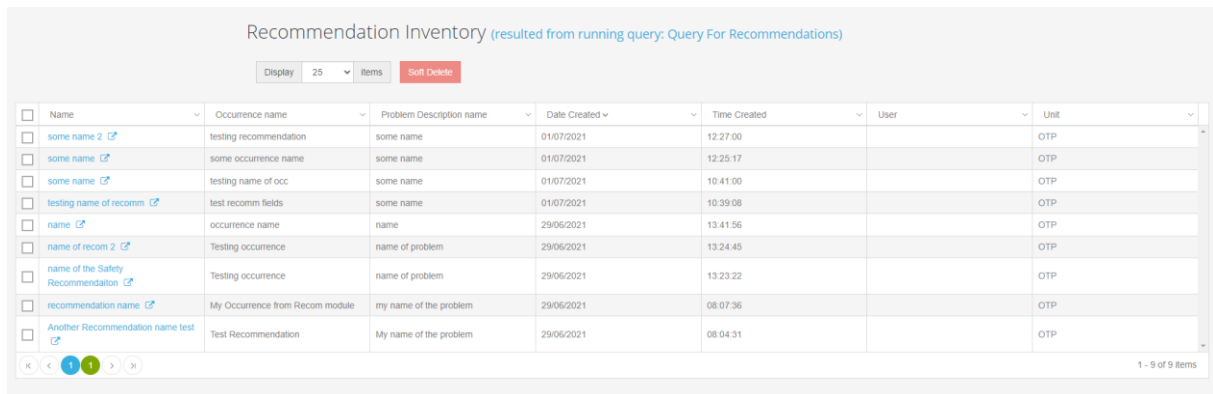 Recommendation Inventory (resulted from running query: Query For Recommendations)
Display 25 items Soft Delete
Name Occurrence name Problem Description name Date Created Time Created User Unit
some name 2 testing recommendation some name 01/07/2021 12:27:00 OTP
some name some occurrence name some name 01/07/2021 12:25:17 OTP
some name testing name of occ some name 01/07/2021 10:41:00 OTP
testing name of recomm test recomm fields some name 01/07/2021 10:39:08 OTP
name occurrence name name 29/06/2021 13:41:56 OTP
name of recom 2 Testing occurrence name of problem 29/06/2021 13:24:45 OTP
name of the Safety
Recommendaiton Testing occurrence name of problem 29/06/2021 13:23:22 OTP
recommendation name My Occurrence from Recom module my name of the problem 29/06/2021 08:07:36 OTP
Another Recommendation name test Test Recommendation My name of the problem 29/06/2021 08:04:31 OTP
1 1 1 - 9 of 9 items